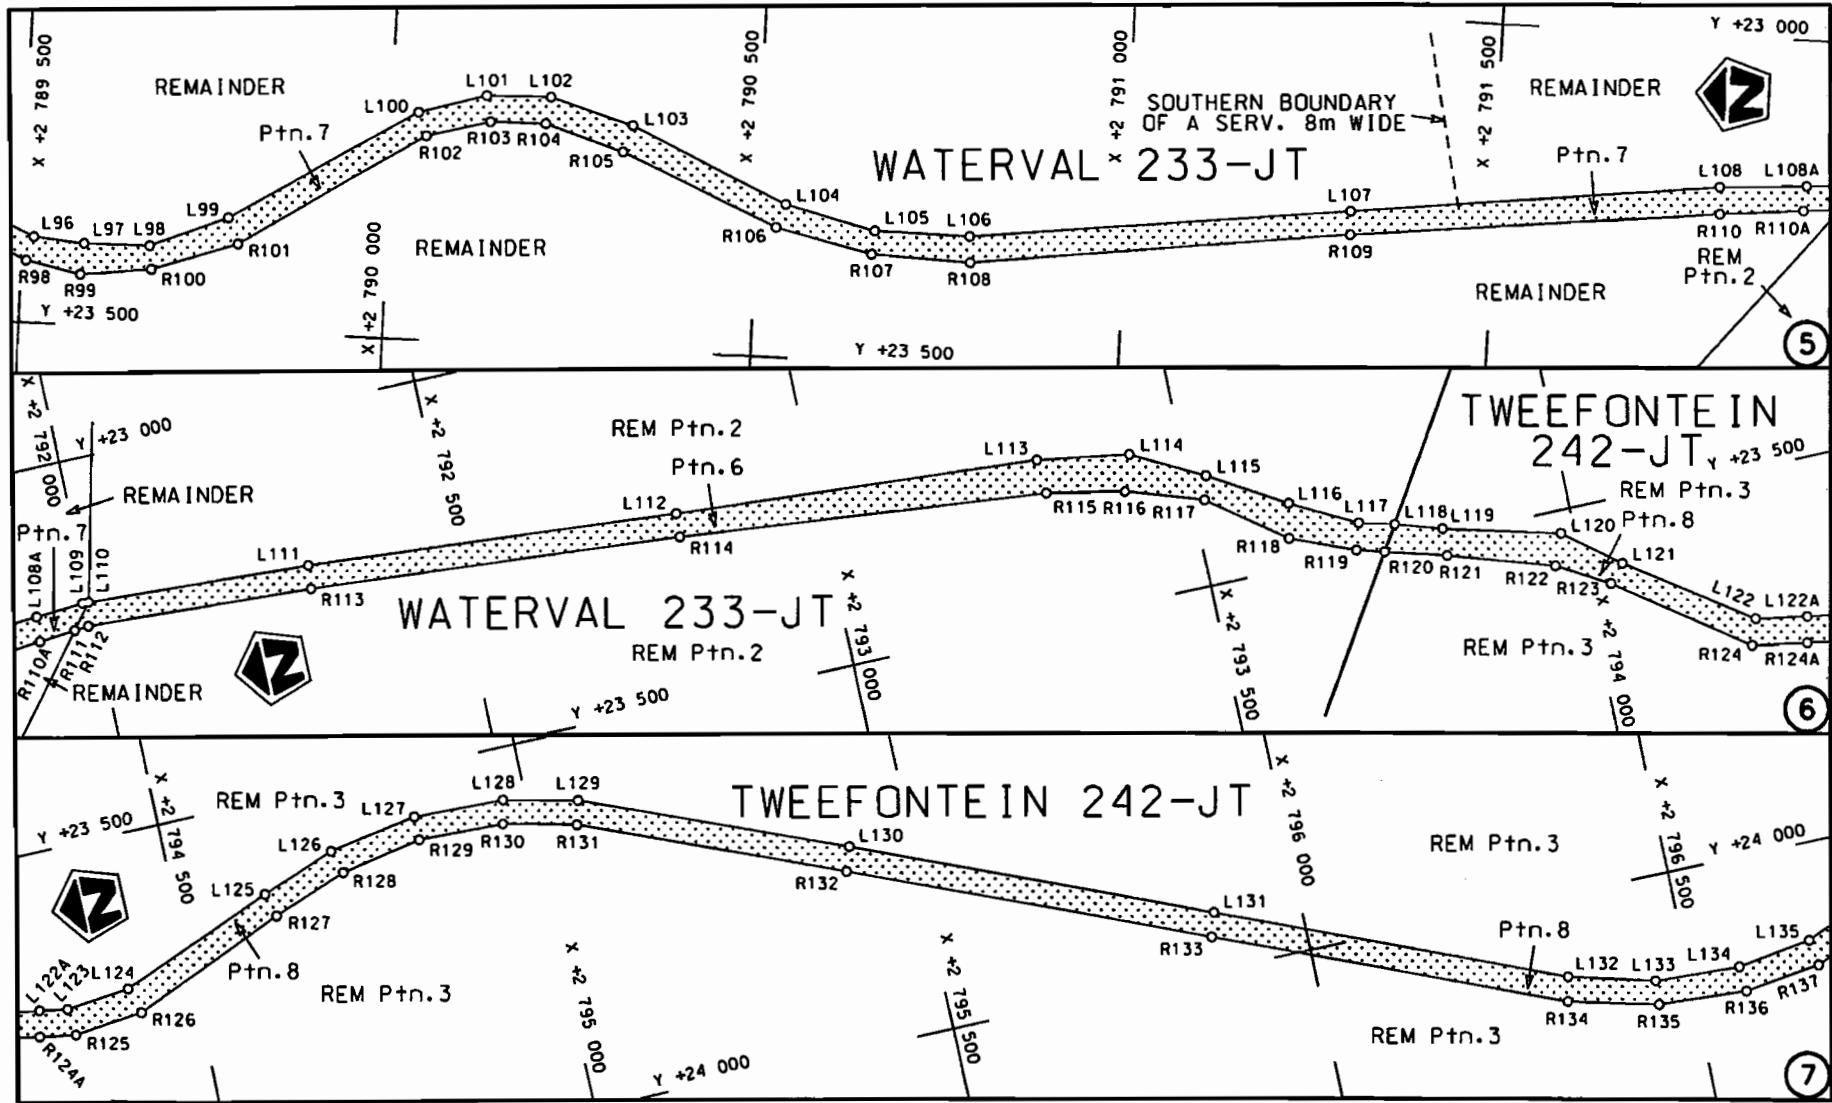 X +2 789 500
REMAINDER
Ptn.7
L100
L101
L102
L103
R102
R103
R104
R105
X +2 790 500
X +2 791 000
SOUTHERN BOUNDARY
OF A SERV. 8m WIDE
X +2 791 500
Y +23 000
REMAINDER
N
WATERVAL 233-JT
Ptn.7
L108
L108A
L96
L97
L98
L99
R98
R99
R100
R101
Y +23 500
X +2 790 000
REMAINDER
L104
L105
L106
R106
R107
R108
L107
R109
R110
R110A
REM
Ptn.2
REMAINDER
Y +23 500
5
X +2 792 000
Y +23 000
REMAINDER
Ptn.7
L108A
L109
L110
R110A
R111
R112
REMAINDER
X +2 792 500
REM Ptn.2
Ptn.6
L111
L112
R113
R114
WATERVAL 233-JT
REM Ptn.2
N
Y +23 500
X +2 793 000
L113
L114
L115
L116
L117
L118
L119
L120
L121
L122
L122A
R115
R116
R117
R118
R119
R120
R121
R122
R123
R124
R124A
X +2 793 500
TWEEFONTEIN
242-JT
Y +23 500
REM Ptn.3
Ptn.8
REM Ptn.3
X +2 794 000
6
Y +23 500
X +2 794 500
REM Ptn.3
N
L122A
L123
L124
L125
L126
L127
L128
L129
R124A
R125
R126
R127
R128
R129
R130
R131
Ptn.8
REM Ptn.3
TWEEFONTEIN 242-JT
L130
R132
X +2 795 000
Y +24 000
X +2 795 500
X +2 796 000
L131
R133
REM Ptn.3
X +2 796 500
Y +24 000
Ptn.8
L132
L133
L134
L135
R134
R135
R136
R137
REM Ptn.3
7